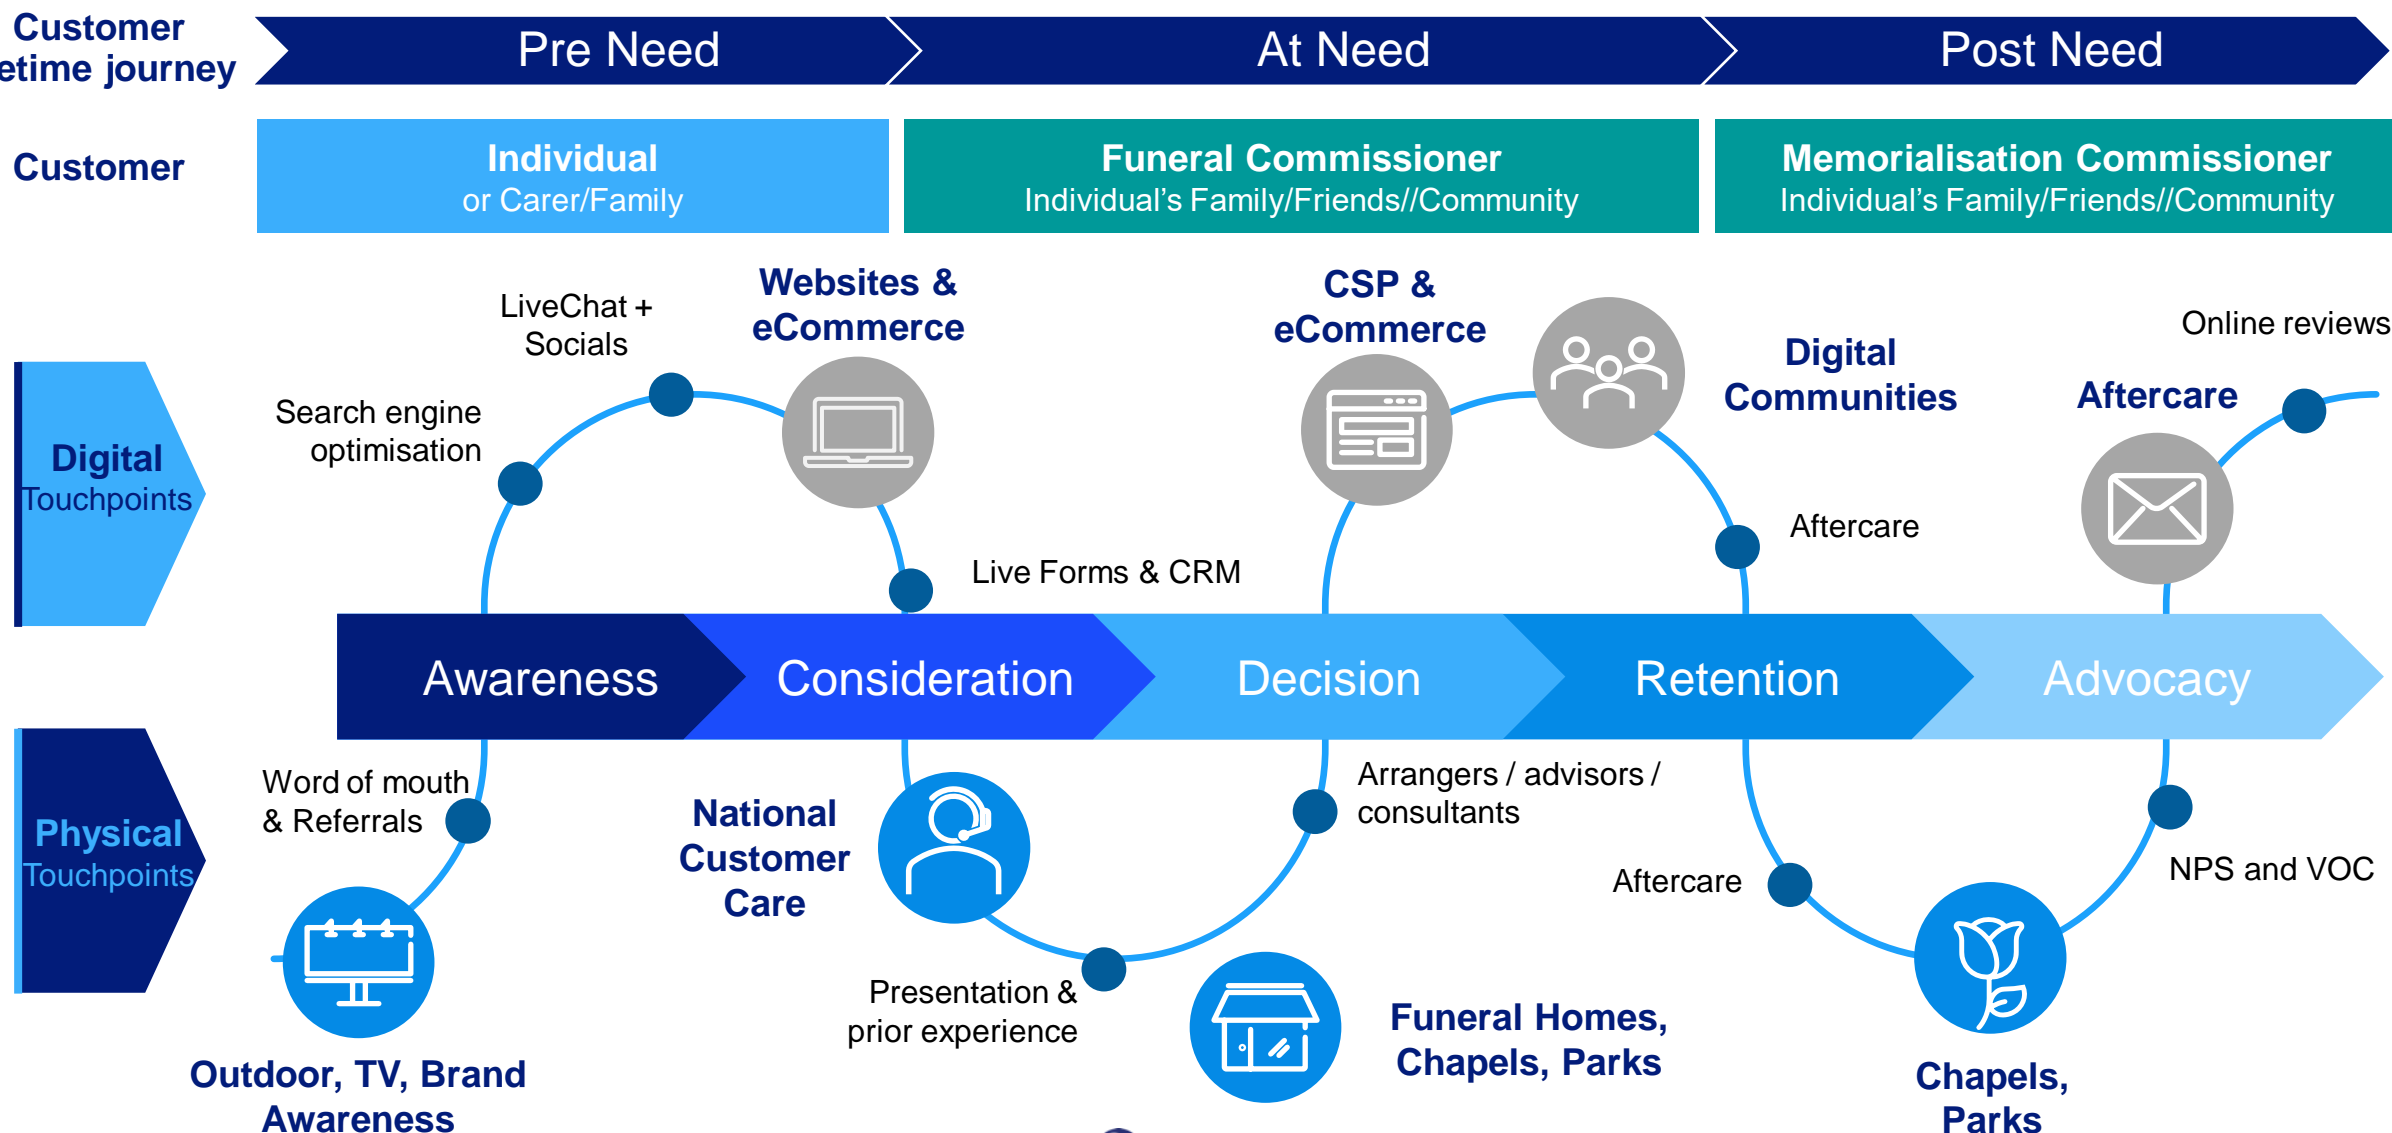 Customer
etime journey
Pre Need
At Need
Post Need
Customer
Individual
or Carer/Family
Funeral Commissioner
Individual's Family/Friends//Community
Memorialisation Commissioner
Individual's Family/Friends//Community
LiveChat +
Socials
Websites &
eCommerce
CSP &
eCommerce
Online reviews
Digital
Communities
Aftercare
Search engine
optimisation
Digital
Touchpoints
Aftercare
Live Forms & CRM
Awareness
Consideration
Decision
Retention
Advocacy
Word of mouth
& Referrals
National
Customer
Care
Arrangers / advisors /
consultants
Physical
Touchpoints
Aftercare
NPS and VOC
Presentation &
prior experience
Funeral Homes,
Chapels, Parks
Outdoor, TV, Brand
Awareness
Chapels,
Parks